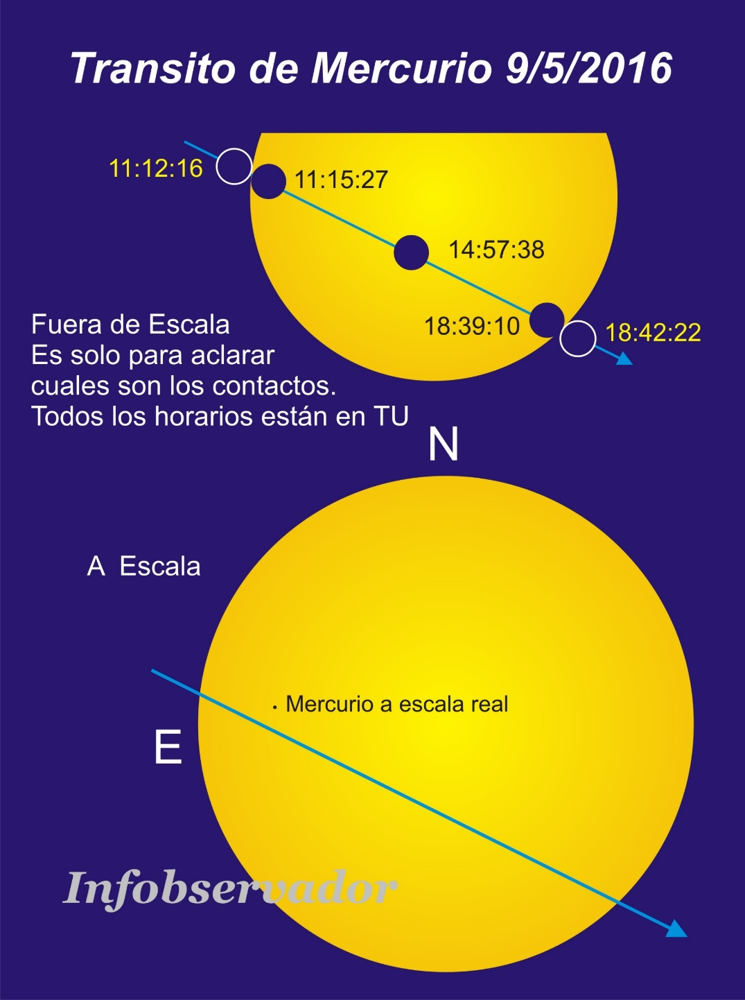 Transito de Mercurio 9/5/2016
11:12:16
11:15:27
14:57:38
18:39:10
18:42:22
Fuera de Escala
Es solo para aclarar
cuales son los contactos.
Todos los horarios están en TU
N
A Escala
Mercurio a escala real
E
Infobservador